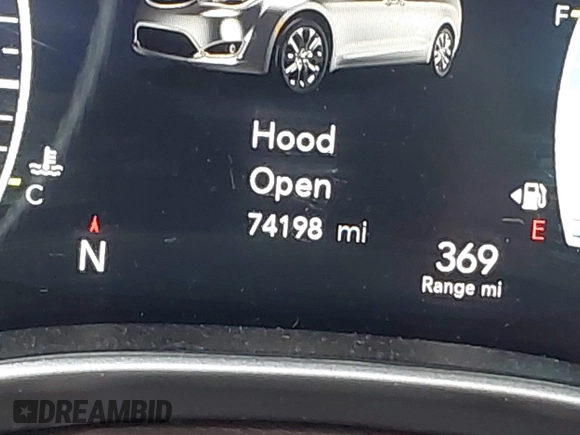 F
Hood
Open
C
E
74198 mi
N
369
Range mi
DREAMBID